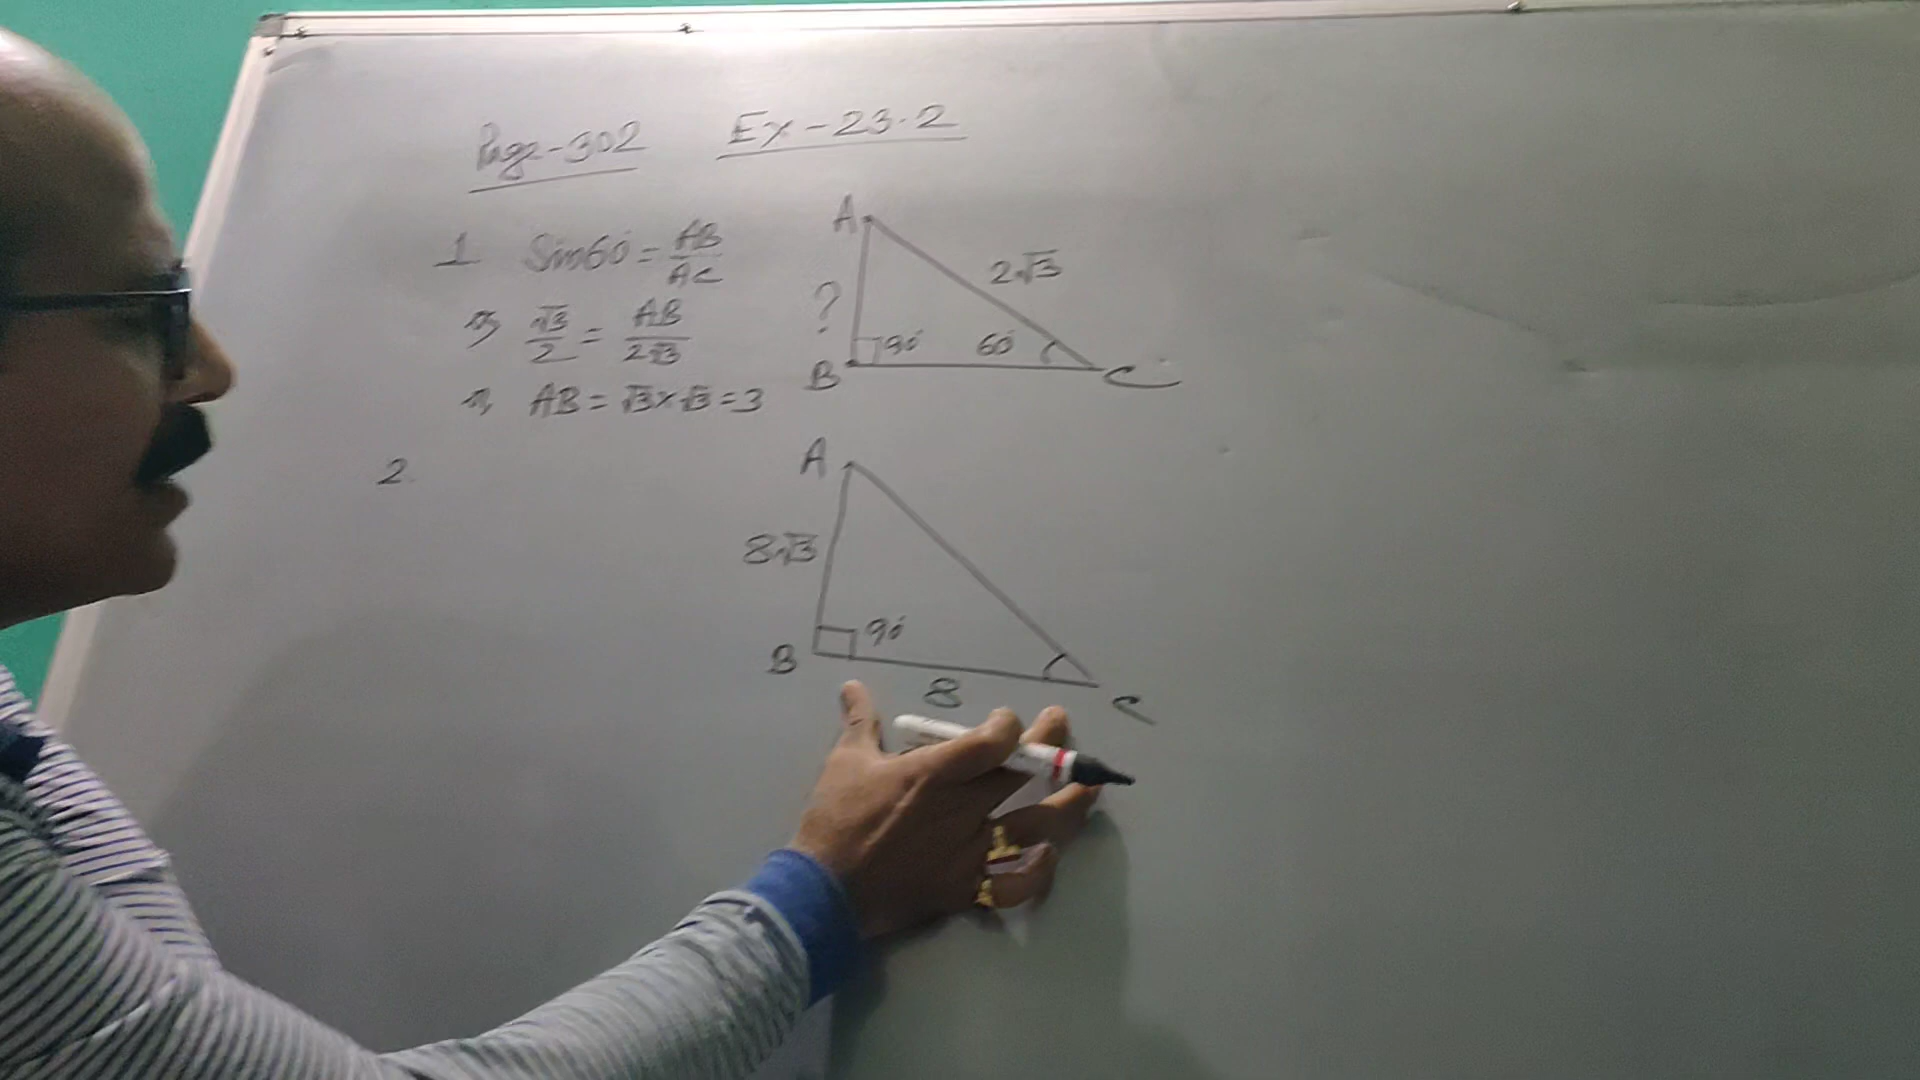 Page-302 Ex-23.2
1 Sin60° = AB/AC
⇒ √3/2 = AB/2√3
⇒ AB = √3×√3 = 3
A
2√3
?
90° 60°
B C
2.
A
8√3
90°
B
8
C